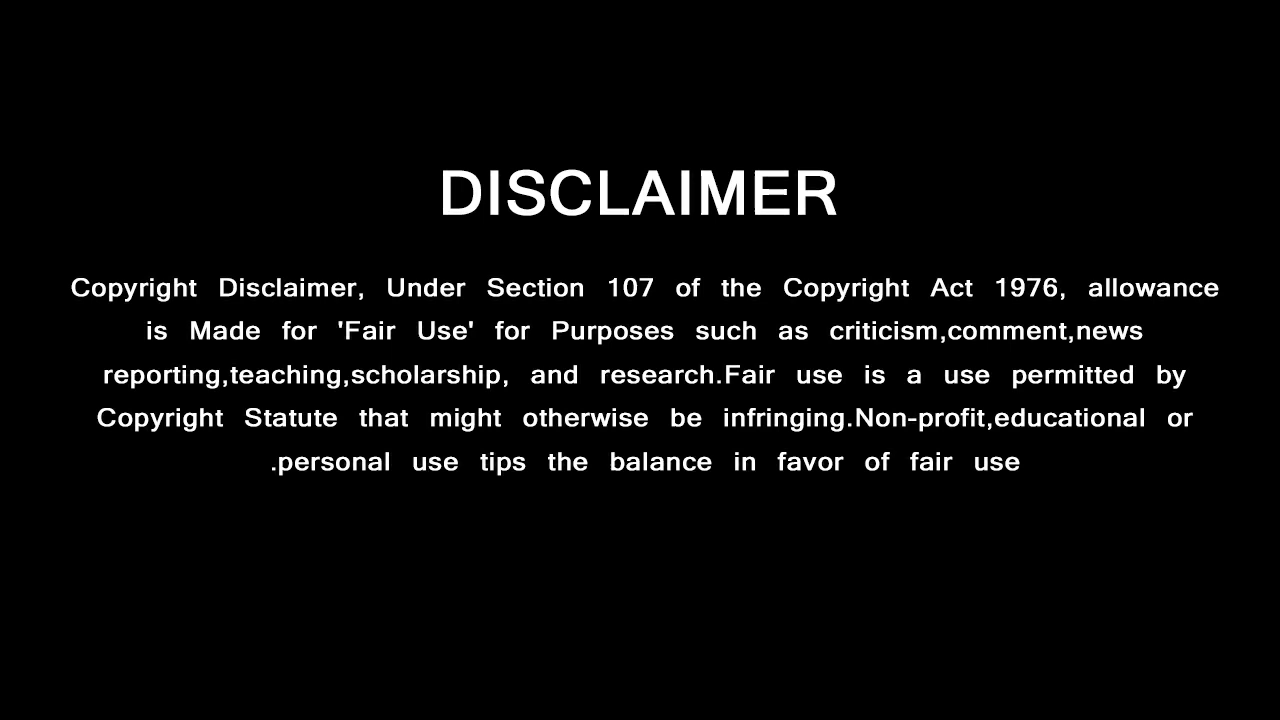 DISCLAIMER
Copyright Disclaimer, Under Section 107 of the Copyright Act 1976, allowance
is Made for 'Fair Use' for Purposes such as criticism,comment,news
reporting,teaching,scholarship, and research.Fair use is a use permitted by
Copyright Statute that might otherwise be infringing.Non-profit,educational or
.personal use tips the balance in favor of fair use